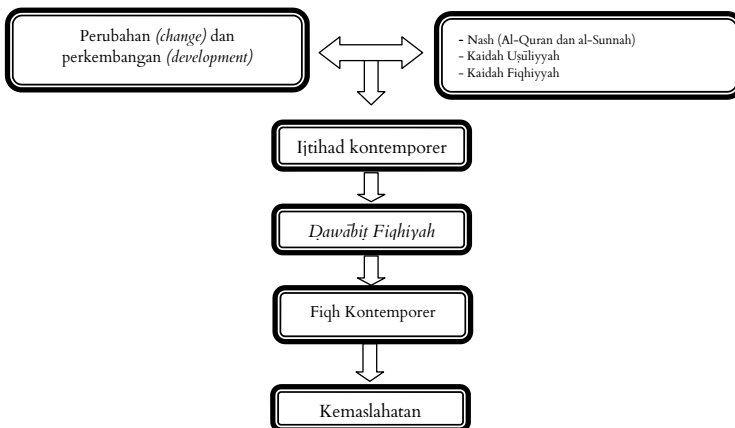 Perubahan (change) dan
perkembangan (development)
- Nash (Al-Quran dan al-Sunnah)
- Kaidah Uṣūliyyah
- Kaidah Fiqhiyyah
Ijtihad kontemporer
Ḍawābiṭ Fiqhiyah
Fiqh Kontemporer
Kemaslahatan